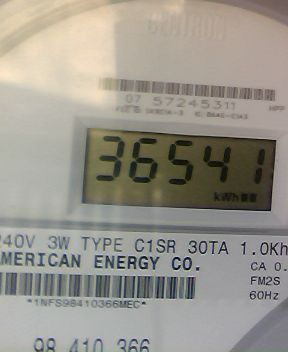 CENTRON
07 57245311
36541
kWh
240V 3W TYPE C1SR 30TA 1.0Kh
AMERICAN ENERGY CO.
CA 0.
FM2S
*1NFS98410366MEC*
60Hz
98 410 366